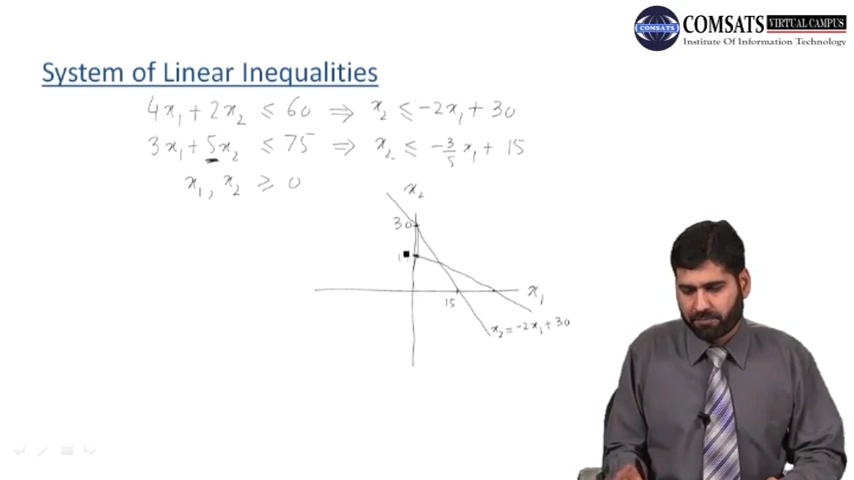 COMSATS VIRTUAL CAMPUS
COMSATS
Institute Of Information Technology
System of Linear Inequalities
4x₁ + 2x₂ ≤ 60 ⇒ x₂ ≤ -2x₁ + 30
3x₁ + 5x₂ ≤ 75 ⇒ x₂ ≤ -3/5 x₁ + 15
x₁, x₂ ≥ 0
x₂
30
1
x₁
15
x₂ = -2x₁ + 30